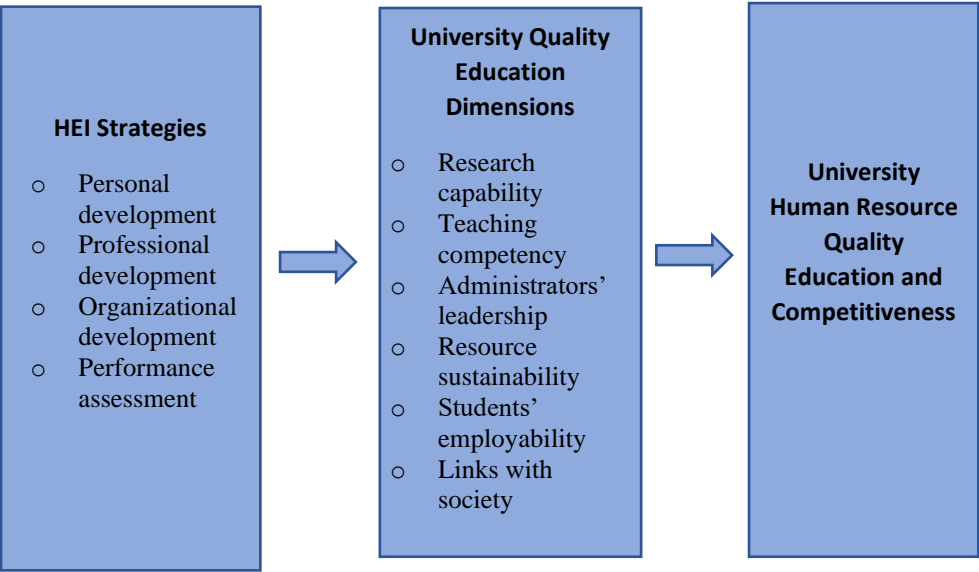 HEI Strategies
o Personal
development
o Professional
development
o Organizational
development
o Performance
assessment
University Quality
Education
Dimensions
o Research
capability
o Teaching
competency
o Administrators’
leadership
o Resource
sustainability
o Students’
employability
o Links with
society
University
Human Resource
Quality
Education and
Competitiveness